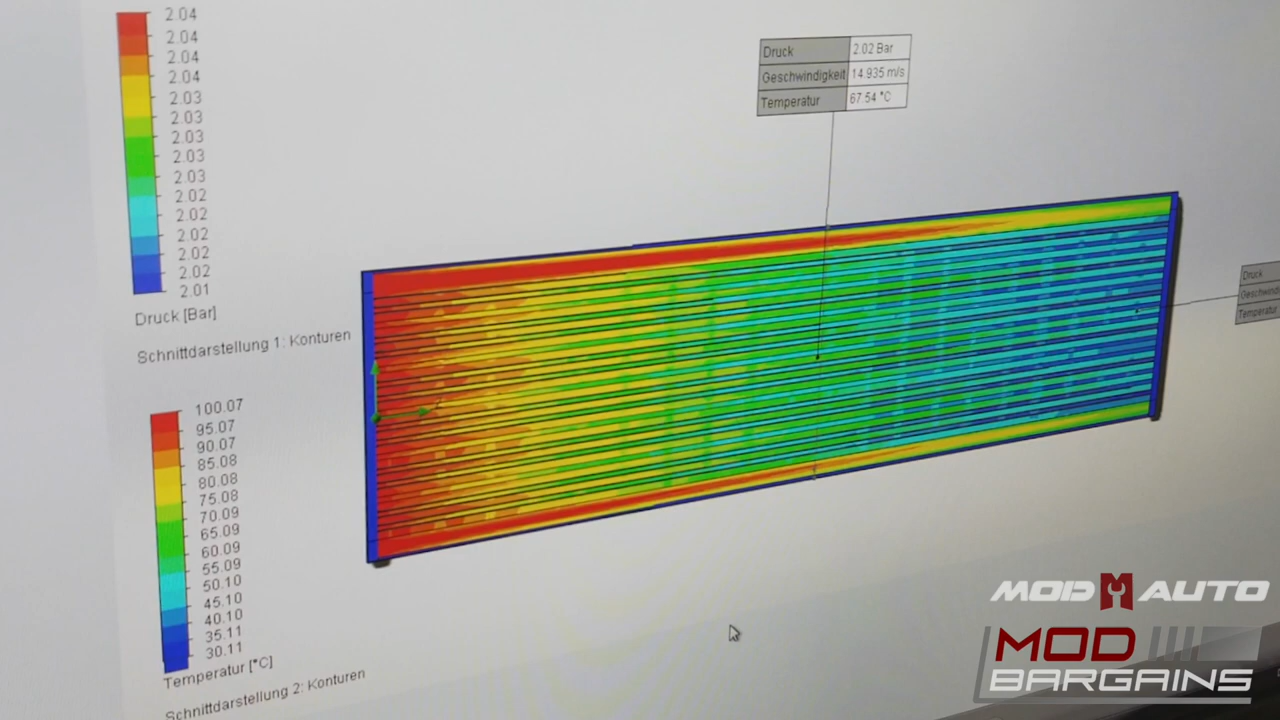 2.04
2.04
2.04
2.04
2.03
2.03
2.03
2.03
2.03
2.02
2.02
2.02
2.02
2.02
2.01
Druck [Bar]
Schnittdarstellung 1: Konturen
100.07
95.07
90.07
85.08
80.08
75.08
70.09
65.09
60.09
55.09
50.10
45.10
40.10
35.11
30.11
Temperatur [°C]
Schnittdarstellung 2: Konturen
Druck 2.02 Bar
Geschwindigkeit 14.935 m/s
Temperatur 67.54 °C
Druck
Geschwind
Temperatur
MOD AUTO
MOD
BARGAINS